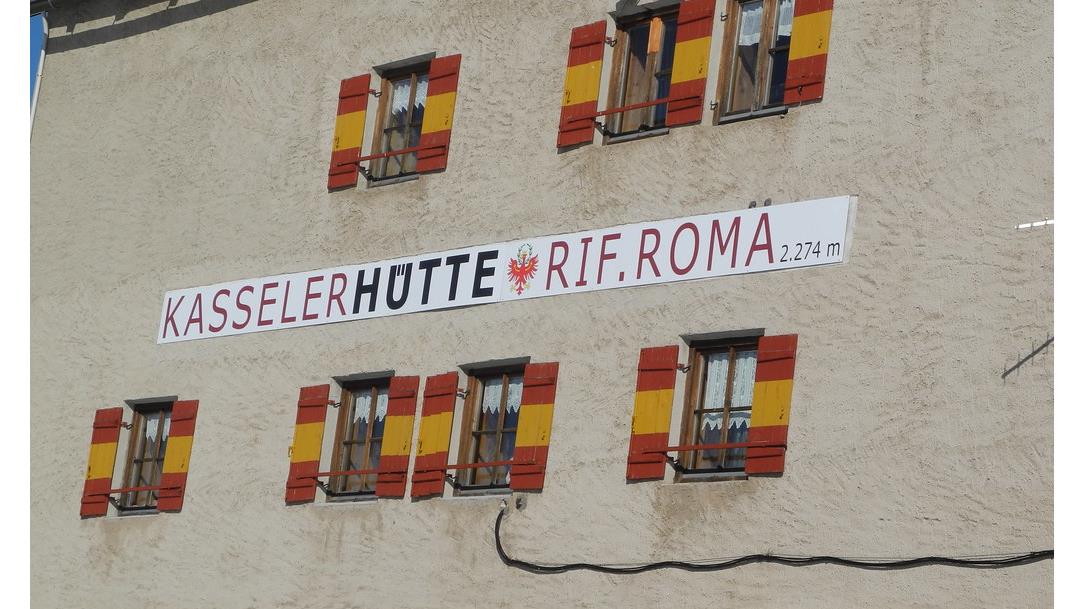 KASSELERHÜTTE RIF.ROMA 2.274 m